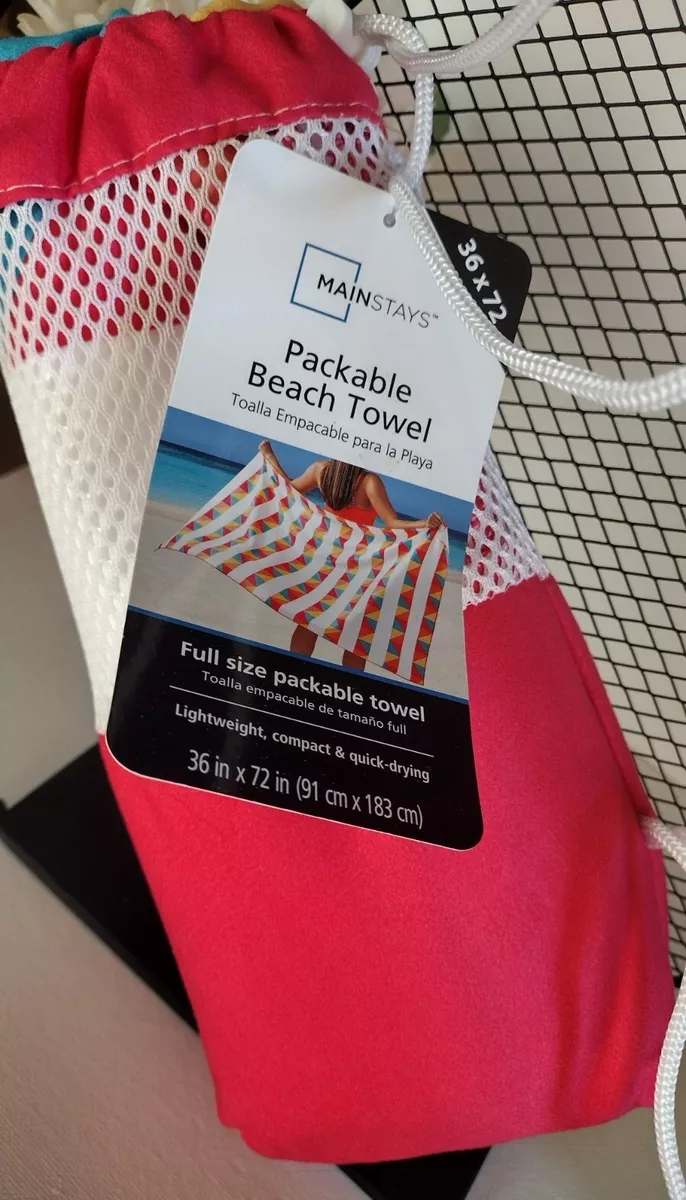 36 x 72
MAINSTAYS™
Packable
Beach Towel
Toalla Empacable para la Playa
Full size packable towel
Toalla empacable de tamaño full
Lightweight, compact & quick-drying
36 in x 72 in (91 cm x 183 cm)